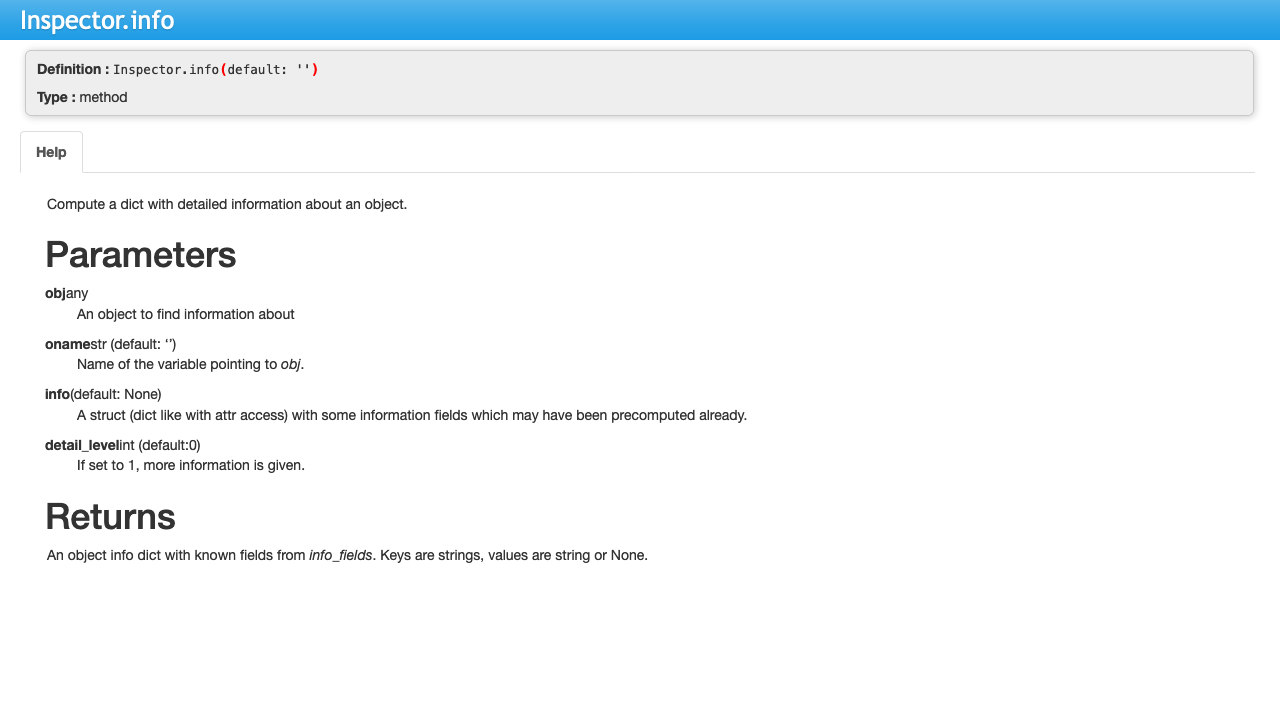 Inspector.info
Definition : Inspector.info(default: '')
Type : method
Help
Compute a dict with detailed information about an object.
Parameters
objany
An object to find information about
onamestr (default: ‘’)
Name of the variable pointing to obj.
info(default: None)
A struct (dict like with attr access) with some information fields which may have been precomputed already.
detail_levelint (default:0)
If set to 1, more information is given.
Returns
An object info dict with known fields from info_fields. Keys are strings, values are string or None.